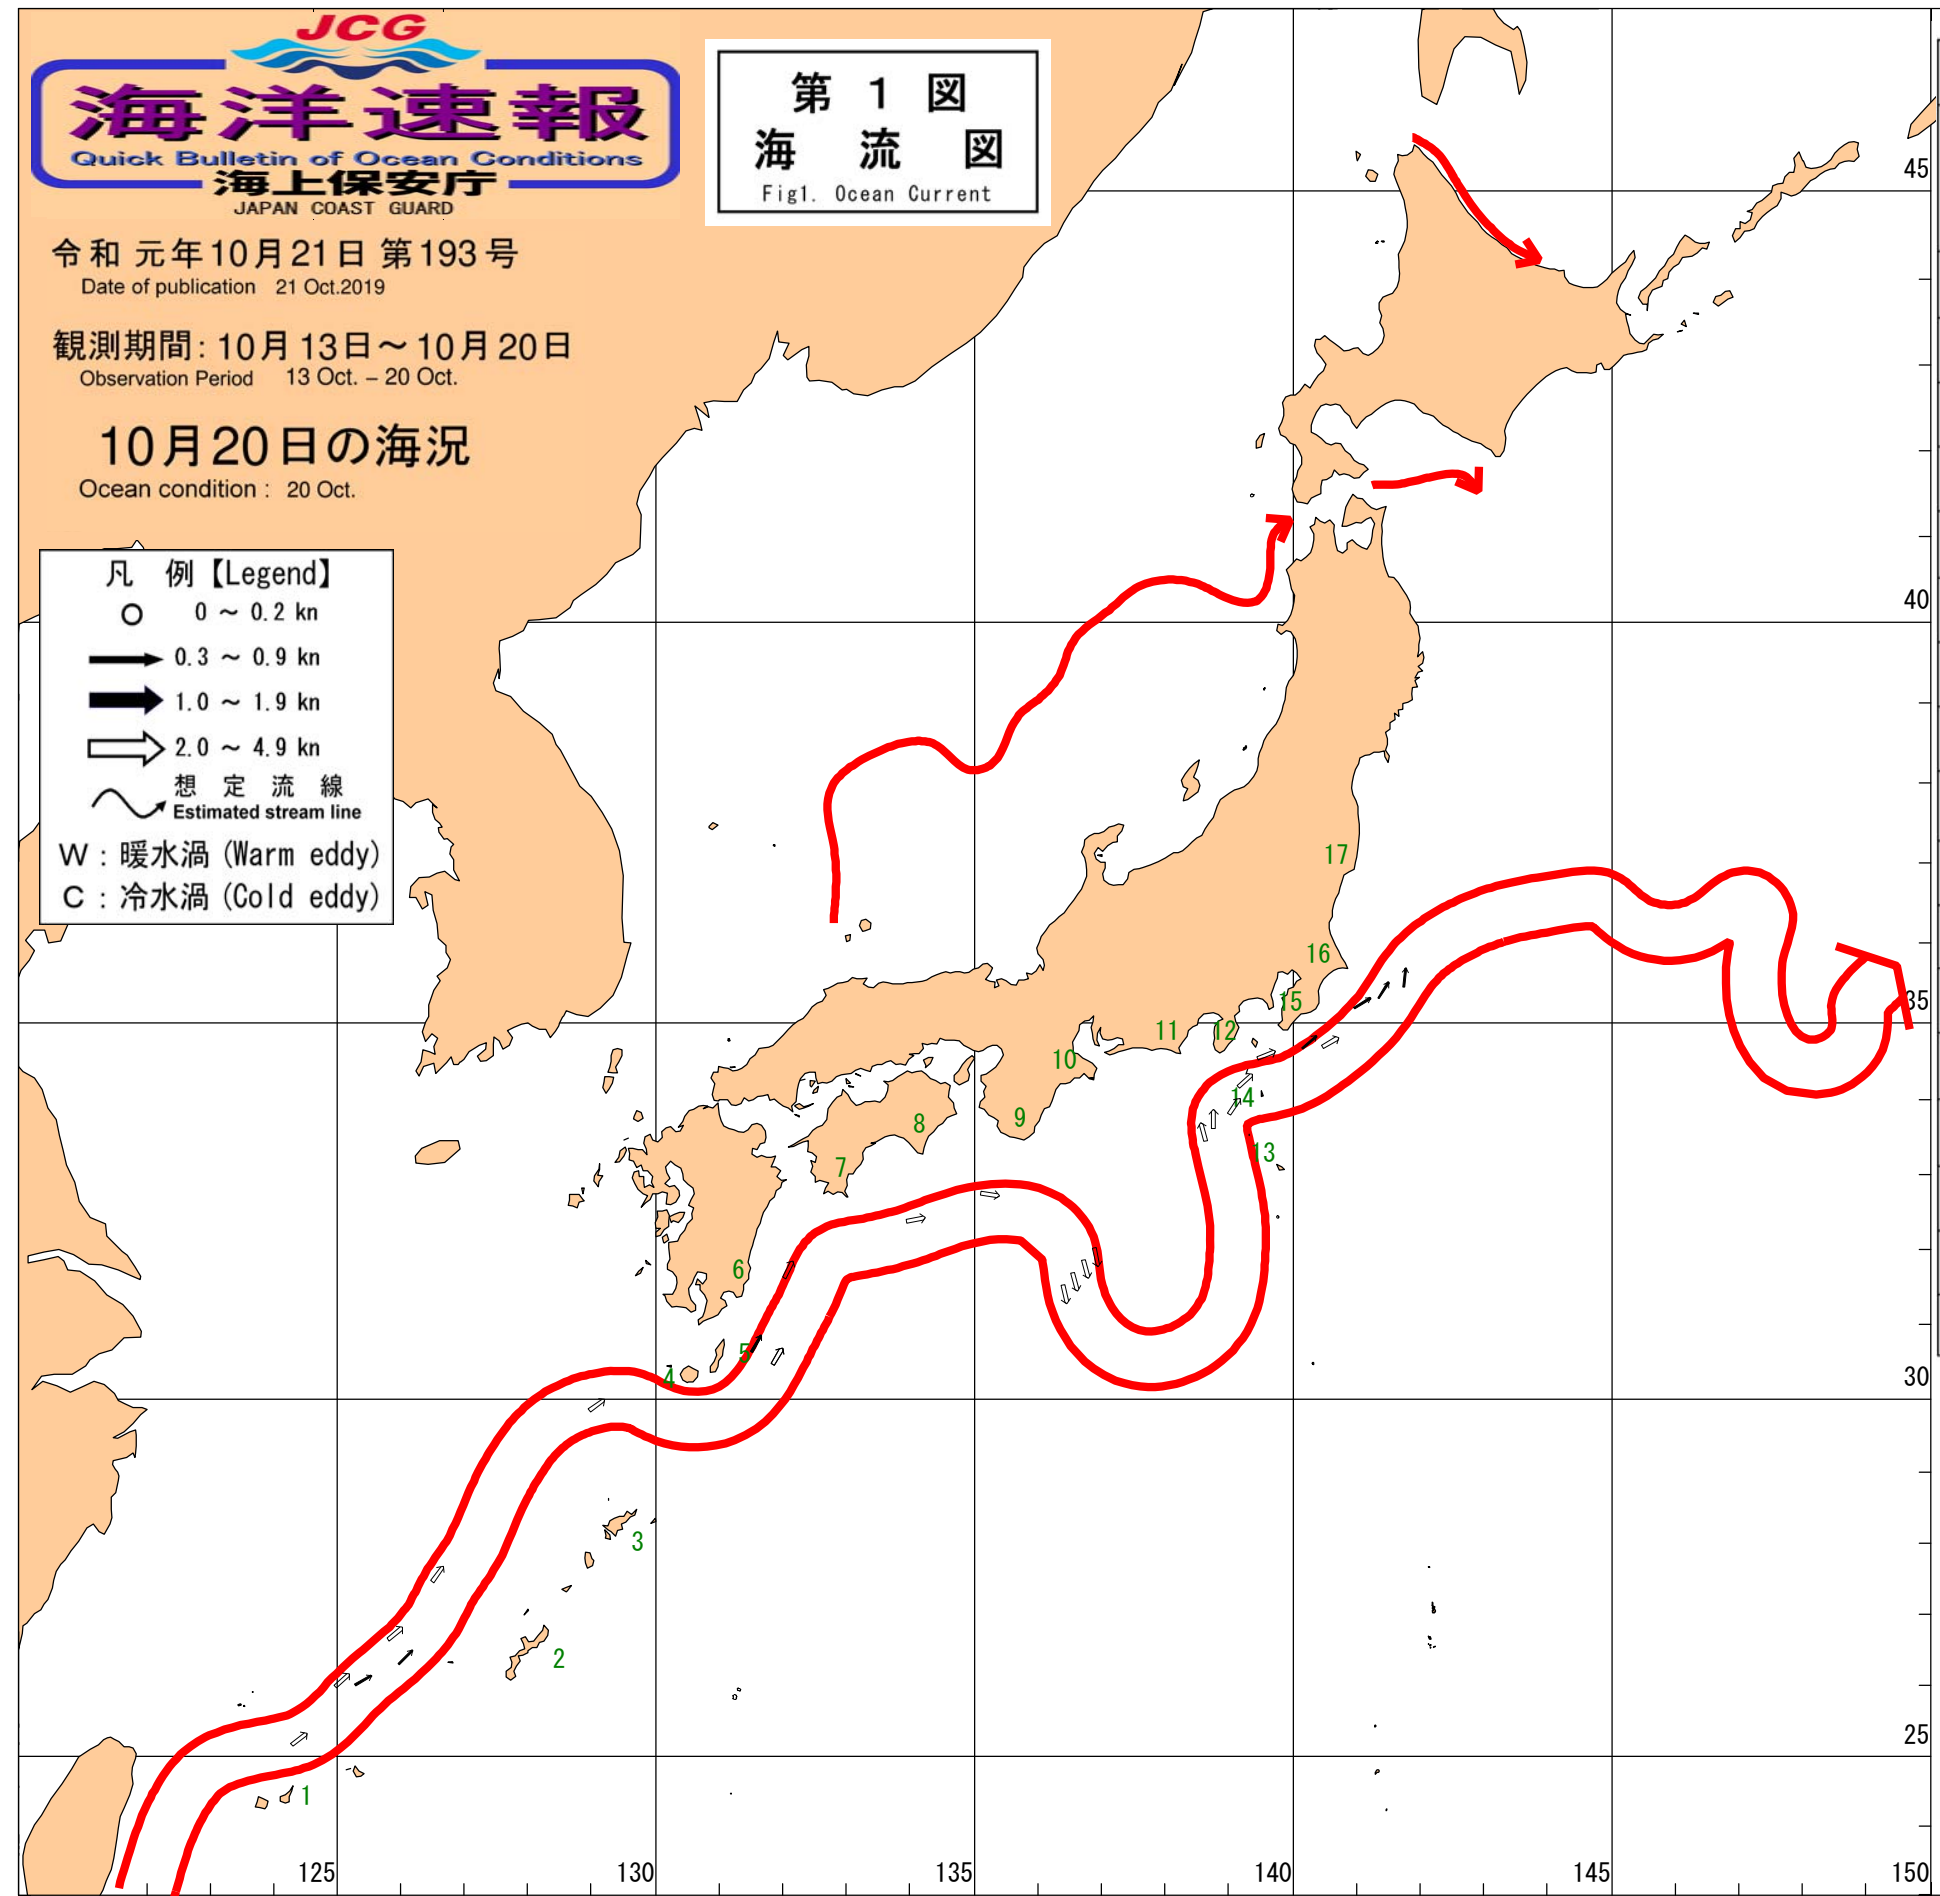 JCG
海洋速報
Quick Bulletin of Ocean Conditions
海上保安庁
JAPAN COAST GUARD
第 1 図
海 流 図
Fig1. Ocean Current
令和 元年10月21日 第193号
Date of publication 21 Oct.2019
観測期間: 10月13日～10月20日
Observation Period 13 Oct. – 20 Oct.
10月20日の海況
Ocean condition : 20 Oct.
凡 例【Legend】
0 ～ 0.2 kn
0.3 ～ 0.9 kn
1.0 ～ 1.9 kn
2.0 ～ 4.9 kn
想 定 流 線
Estimated stream line
W : 暖水渦 (Warm eddy)
C : 冷水渦 (Cold eddy)
45
40
35
30
25
17
16
15
14
13
12
11
10
9
8
7
6
5
4
3
2
1
125
130
135
140
145
150